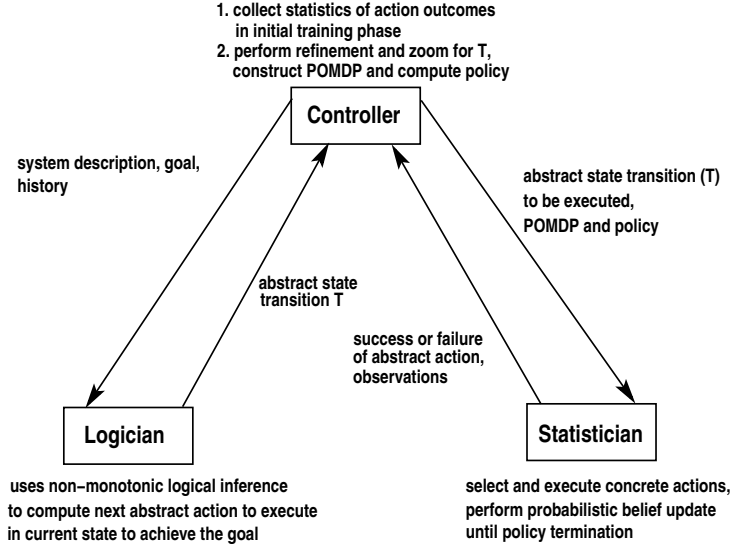 1. collect statistics of action outcomes
in initial training phase
2. perform refinement and zoom for T,
construct POMDP and compute policy
Controller
system description, goal,
history
abstract state transition (T)
to be executed,
POMDP and policy
abstract state
transition T
success or failure
of abstract action,
observations
Logician
Statistician
uses non−monotonic logical inference
to compute next abstract action to execute
in current state to achieve the goal
select and execute concrete actions,
perform probabilistic belief update
until policy termination